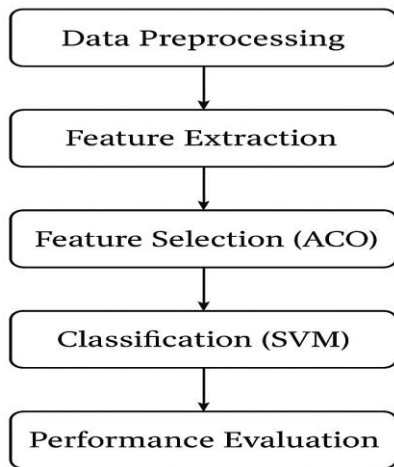 Data Preprocessing
Feature Extraction
Feature Selection (ACO)
Classification (SVM)
Performance Evaluation